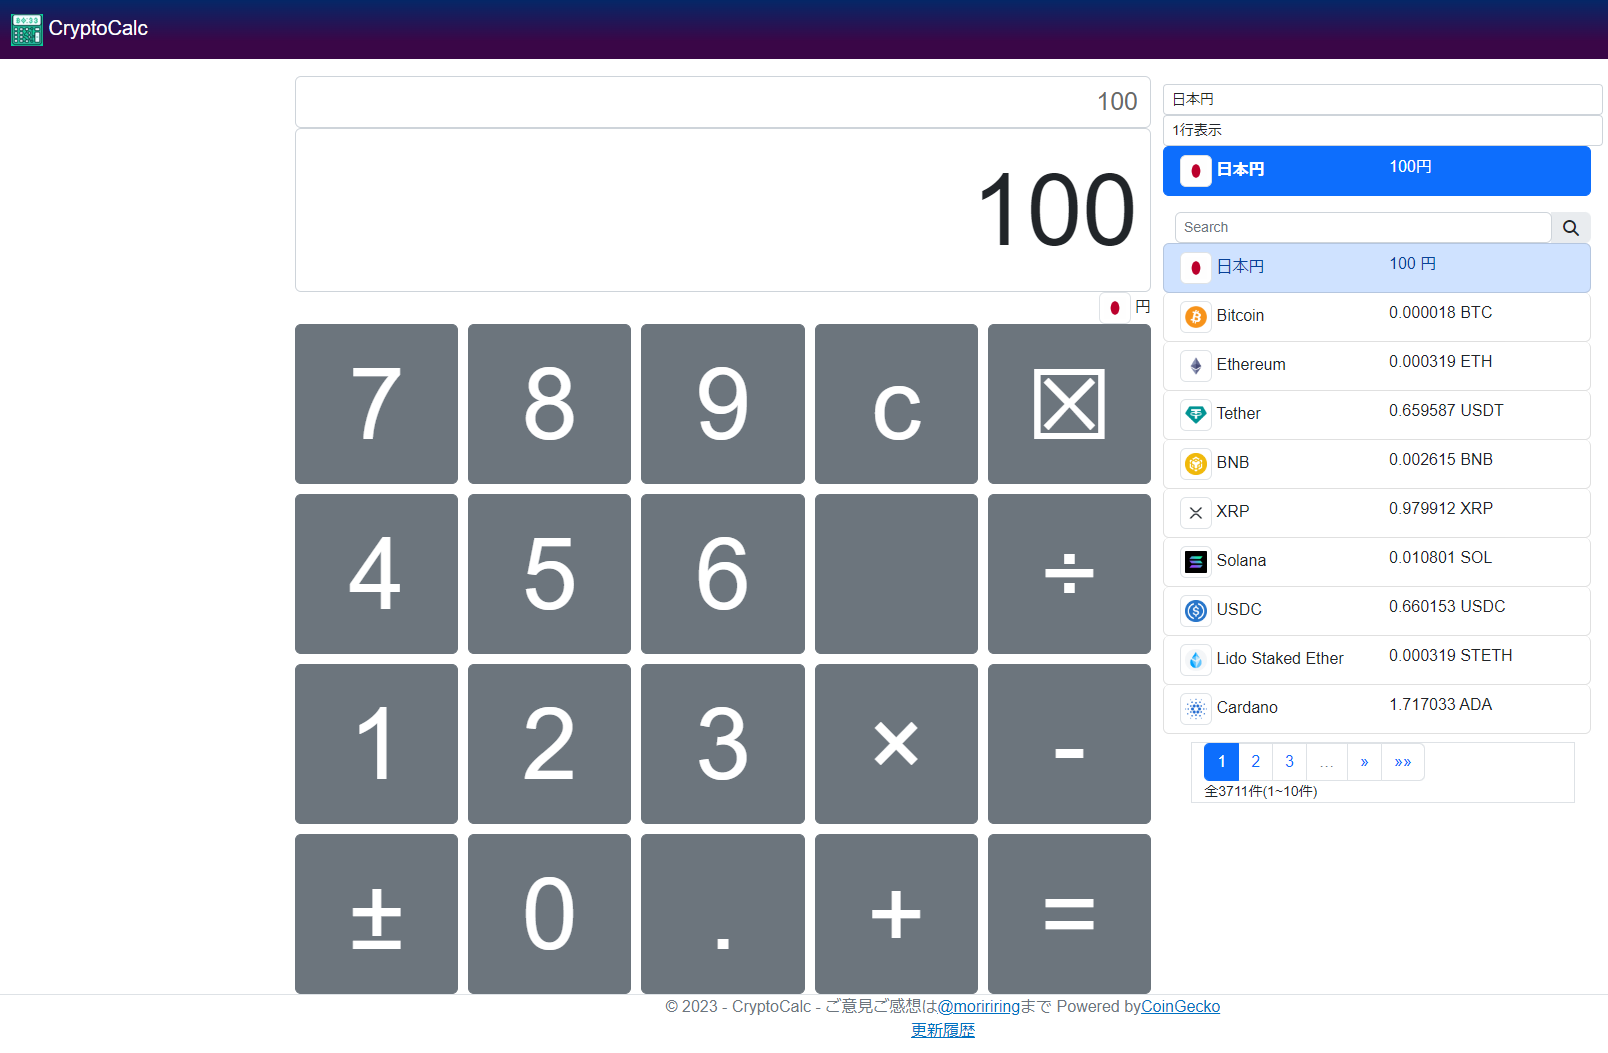 CryptoCalc
100
100
円
7 8 9 c ☒
4 5 6 ÷
1 2 3 × -
± 0 . + =
日本円
1行表示
日本円 100円
Search
日本円 100 円
Bitcoin 0.000018 BTC
Ethereum 0.000319 ETH
Tether 0.659587 USDT
BNB 0.002615 BNB
XRP 0.979912 XRP
Solana 0.010801 SOL
USDC 0.660153 USDC
Lido Staked Ether 0.000319 STETH
Cardano 1.717033 ADA
1 2 3 ... » »»
全3711件(1~10件)
© 2023 - CryptoCalc - ご意見ご感想は@moririringまで Powered byCoinGecko
更新履歴